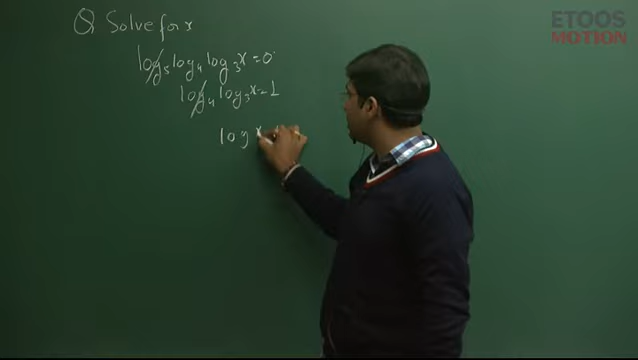 Q Solve for x
log₅ log₄ log₃ x = 0
log₄ log₃ x = 1
log x
ETOOS
MOTION